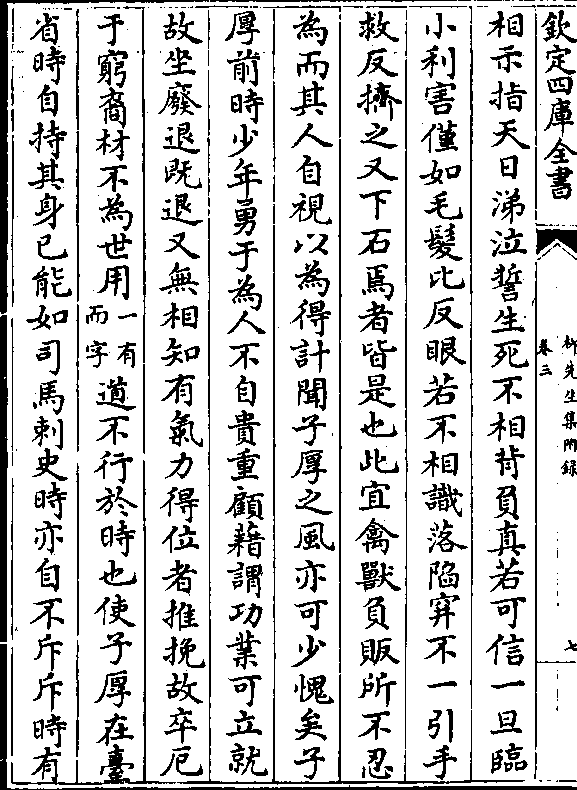 欽定四庫全書
柳先生集附錄
卷三
七
相示指天日涕泣誓生死不相背負真若可信一旦臨
小利害僅如毛髮比反眼若不相識落陷穽不一引手
救反擠之又下石焉者皆是也此宜禽獸負販所不忍
為而其人自視以為得計聞子厚之風亦可少愧矣子
厚前時少年勇于為人不自貴重顧藉謂功業可立就
故坐廢退既退又無相知有氣力得位者推挽故卒厄
于窮裔材不為世用一有而字道不行於時也使子厚在臺
省時自持其身已能如司馬刺史時亦自不斥斥時有